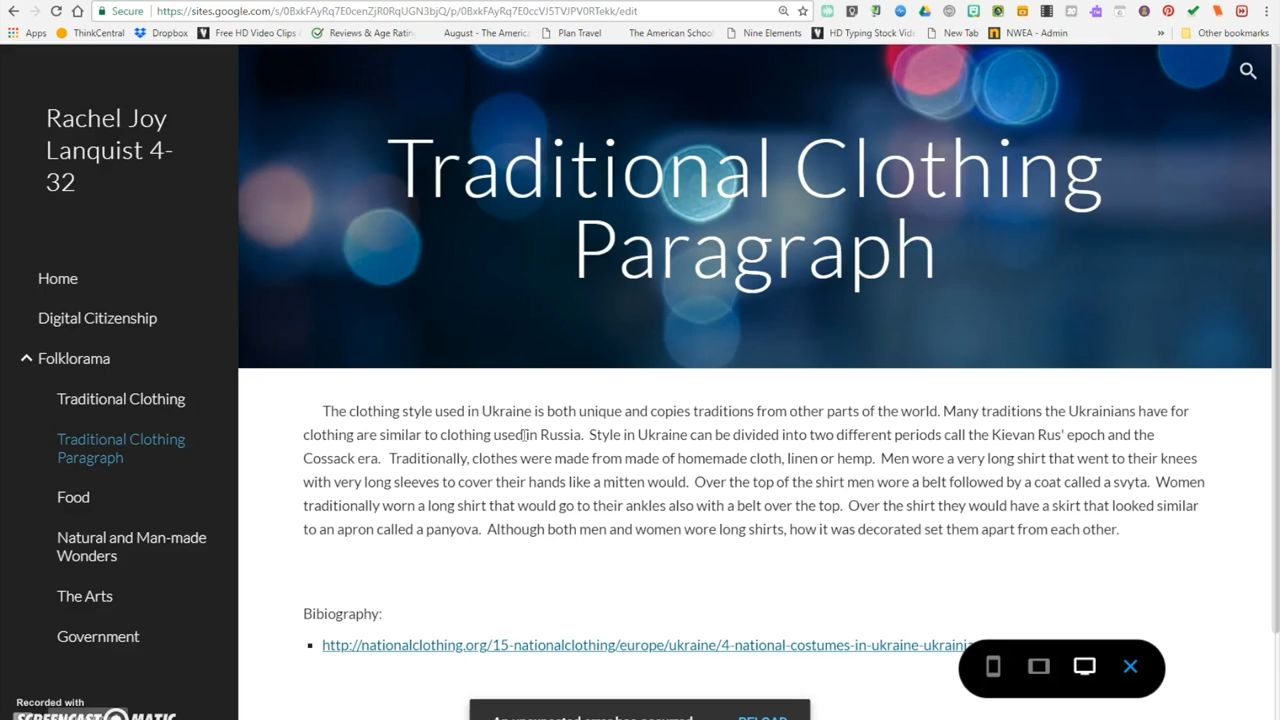 Secure https://sites.google.com/s/0BxkFAyRq7E0cenZjR0RqUGN3bjQ/p/0BxkFAyRq7E0ccVJ5TVJPV0RTekk/edit
Apps ThinkCentral Dropbox Free HD Video Clips Reviews & Age Ratin August - The Americ Plan Travel The American Schoo Nine Elements HD Typing Stock Vid New Tab NWEA - Admin » Other bookmarks
Rachel Joy
Lanquist 4-
32
Home
Digital Citizenship
Folklorama
Traditional Clothing
Traditional Clothing
Paragraph
Food
Natural and Man-made
Wonders
The Arts
Government
Traditional Clothing
Paragraph
The clothing style used in Ukraine is both unique and copies traditions from other parts of the world. Many traditions the Ukrainians have for
clothing are similar to clothing used in Russia. Style in Ukraine can be divided into two different periods call the Kievan Rus' epoch and the
Cossack era. Traditionally, clothes were made from made of homemade cloth, linen or hemp. Men wore a very long shirt that went to their knees
with very long sleeves to cover their hands like a mitten would. Over the top of the shirt men wore a belt followed by a coat called a svyta. Women
traditionally worn a long shirt that would go to their ankles also with a belt over the top. Over the shirt they would have a skirt that looked similar
to an apron called a panyova. Although both men and women wore long shirts, how it was decorated set them apart from each other.
Bibiography:
http://nationalclothing.org/15-nationalclothing/europe/ukraine/4-national-costumes-in-ukraine-ukraini
An unexpected error has occurred. RELOAD
Recorded with
SCREENCAST MATIC